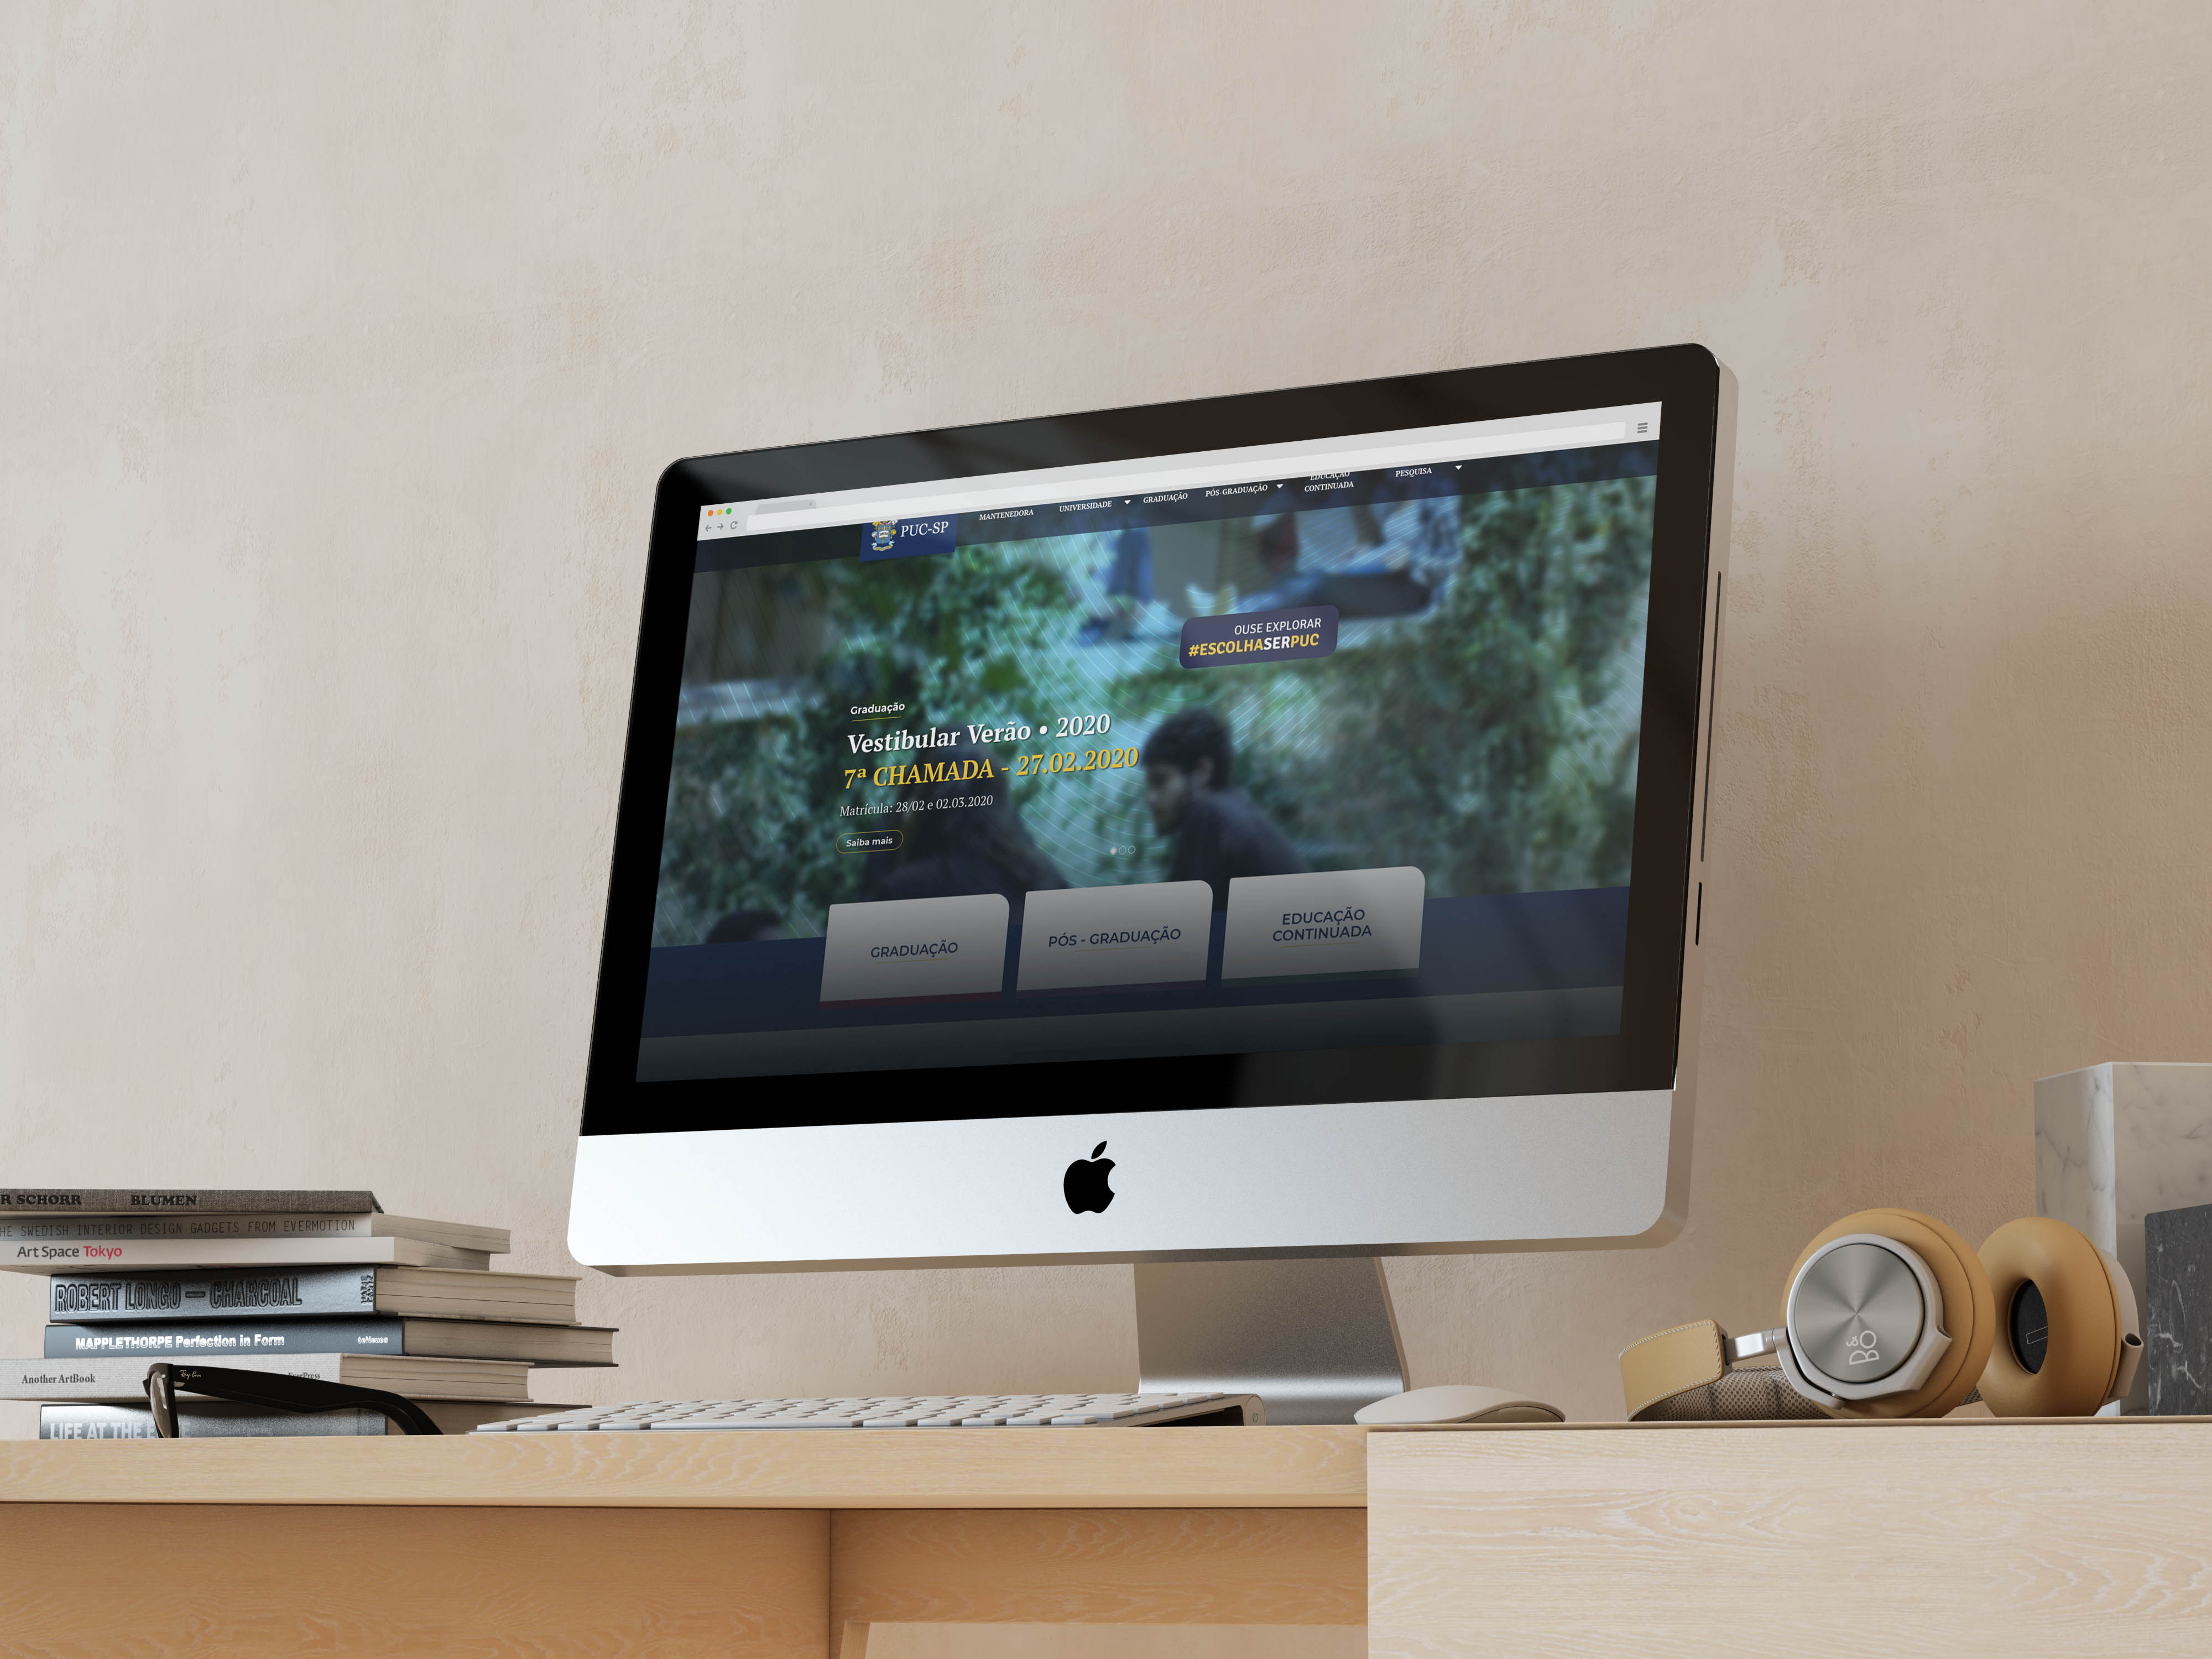 PUC-SP
MANTENEDORA
UNIVERSIDADE
GRADUAÇÃO
PÓS-GRADUAÇÃO
EDUCAÇÃO
CONTINUADA
PESQUISA
OUSE EXPLORAR
#ESCOLHASERPUC
Graduação
Vestibular Verão • 2020
7ª CHAMADA - 27.02.2020
Matrícula: 28/02 e 02.03.2020
Saiba mais
GRADUAÇÃO
PÓS - GRADUAÇÃO
EDUCAÇÃO
CONTINUADA
R SCHORR BLUMEN
HE SWEDISH INTERIOR DESIGN GADGETS FROM EVERMOTION
Art Space Tokyo
ROBERT LONGO — CHARCOAL
MAPPLETHORPE Perfection in Form teNeues
Another ArtBook
Ray-Ban
LIFE AT THE E
B&O